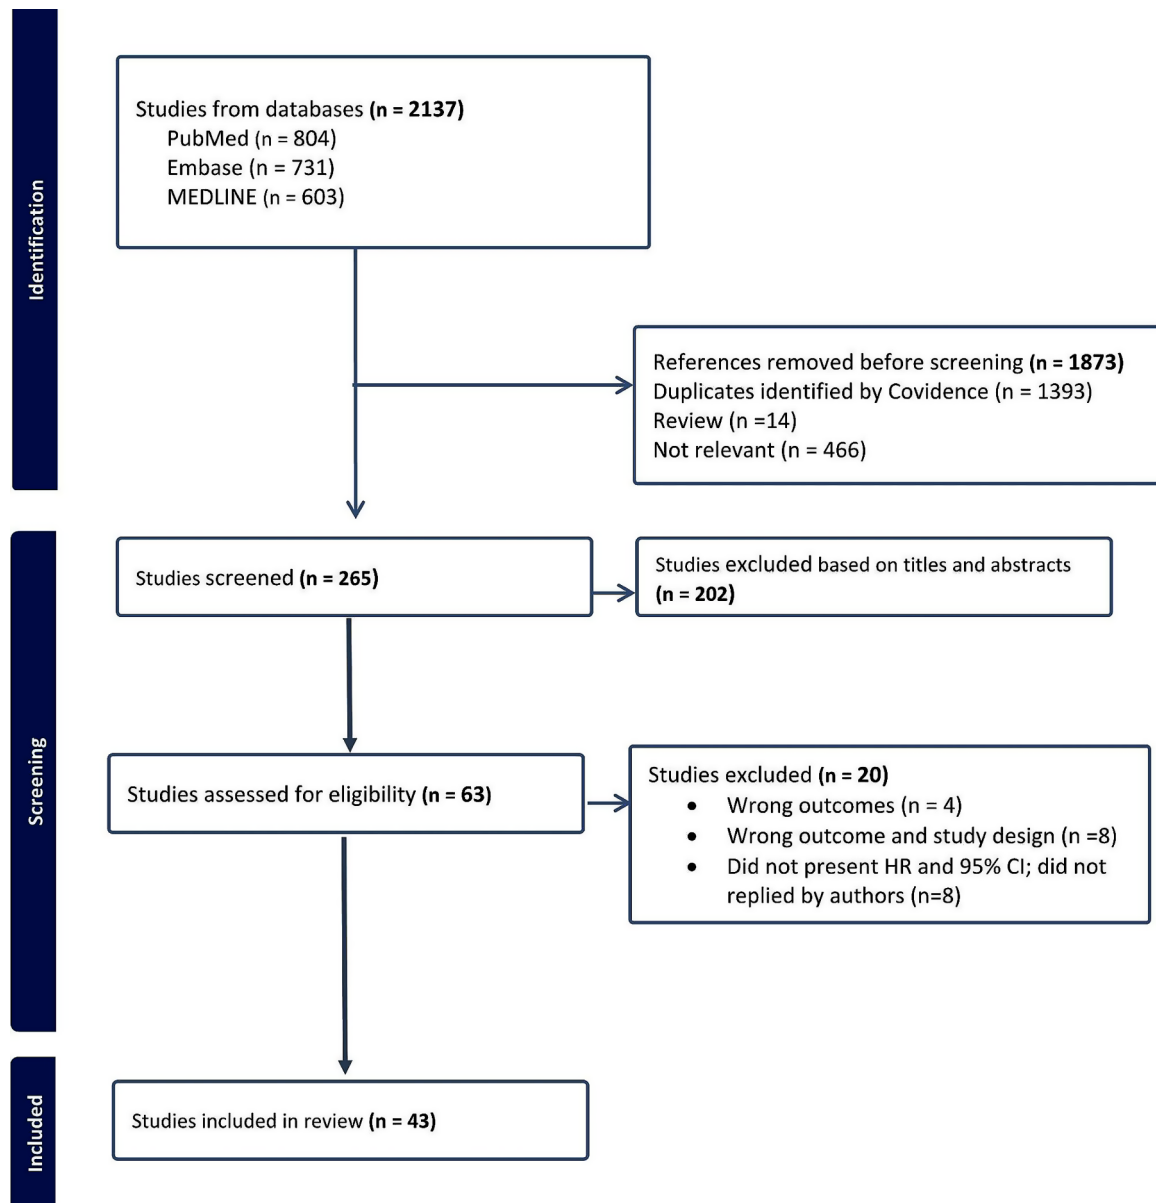 Identification
Studies from databases (n = 2137)
PubMed (n = 804)
Embase (n = 731)
MEDLINE (n = 603)
References removed before screening (n = 1873)
Duplicates identified by Covidence (n = 1393)
Review (n =14)
Not relevant (n = 466)
Screening
Studies screened (n = 265)
Studies excluded based on titles and abstracts
(n = 202)
Studies assessed for eligibility (n = 63)
Studies excluded (n = 20)
• Wrong outcomes (n = 4)
• Wrong outcome and study design (n =8)
• Did not present HR and 95% CI; did not
replied by authors (n=8)
Included
Studies included in review (n = 43)